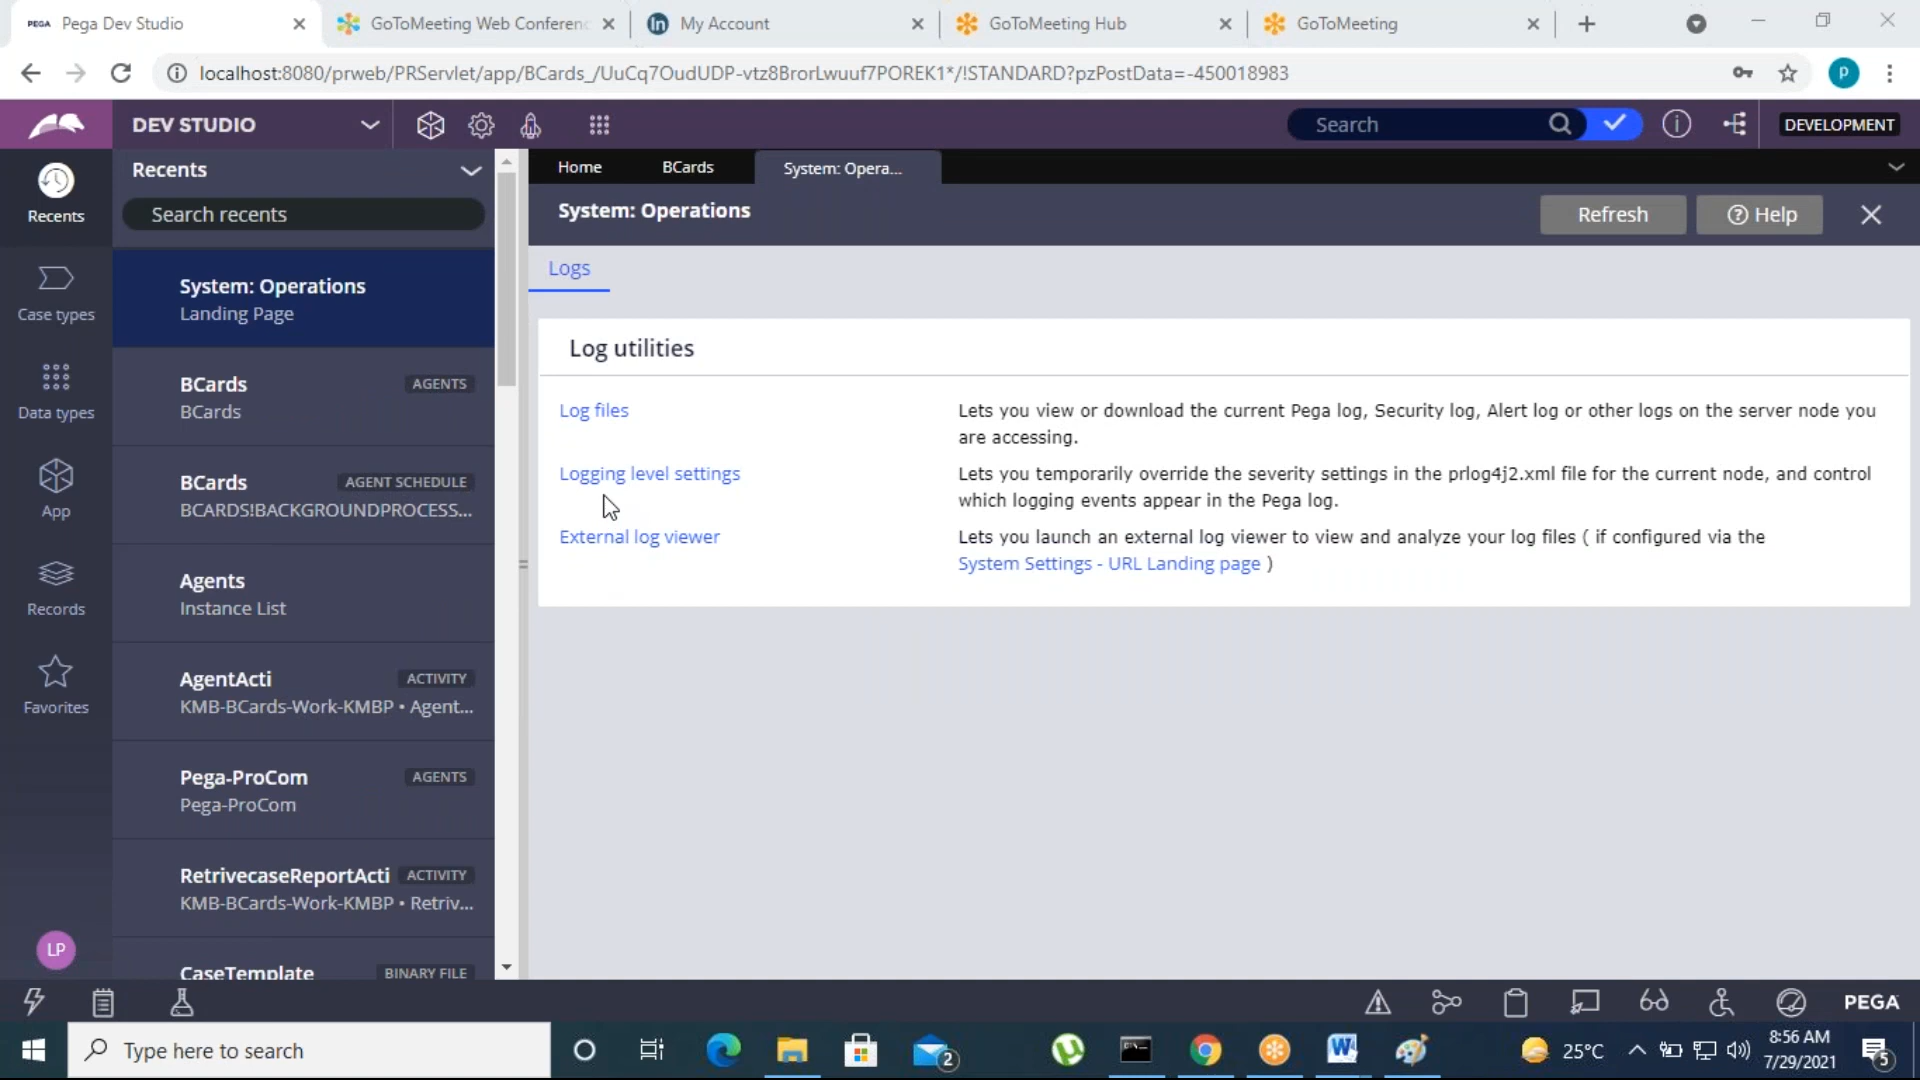 PEGA Pega Dev Studio
GoToMeeting Web Conferenc
in My Account
GoToMeeting Hub
GoToMeeting
localhost:8080/prweb/PRServlet/app/BCards_/UuCq7OudUDP-vtz8BrorLwuuf7POREK1*/!STANDARD?pzPostData=-450018983
P
DEV STUDIO
Search
DEVELOPMENT
Recents
Case types
Data types
App
Records
Favorites
LP
Recents
Search recents
System: Operations
Landing Page
BCards AGENTS
BCards
BCards AGENT SCHEDULE
BCARDS!BACKGROUNDPROCESS...
Agents
Instance List
AgentActi ACTIVITY
KMB-BCards-Work-KMBP • Agent...
Pega-ProCom AGENTS
Pega-ProCom
RetrivecaseReportActi ACTIVITY
KMB-BCards-Work-KMBP • Retriv...
CaseTemplate BINARY FILE
Home BCards System: Opera...
System: Operations
Refresh
? Help
Logs
Log utilities
Log files
Lets you view or download the current Pega log, Security log, Alert log or other logs on the server node you
are accessing.
Logging level settings
Lets you temporarily override the severity settings in the prlog4j2.xml file for the current node, and control
which logging events appear in the Pega log.
External log viewer
Lets you launch an external log viewer to view and analyze your log files ( if configured via the
System Settings - URL Landing page )
PEGA
Type here to search
2
25°C
8:56 AM
7/29/2021
5